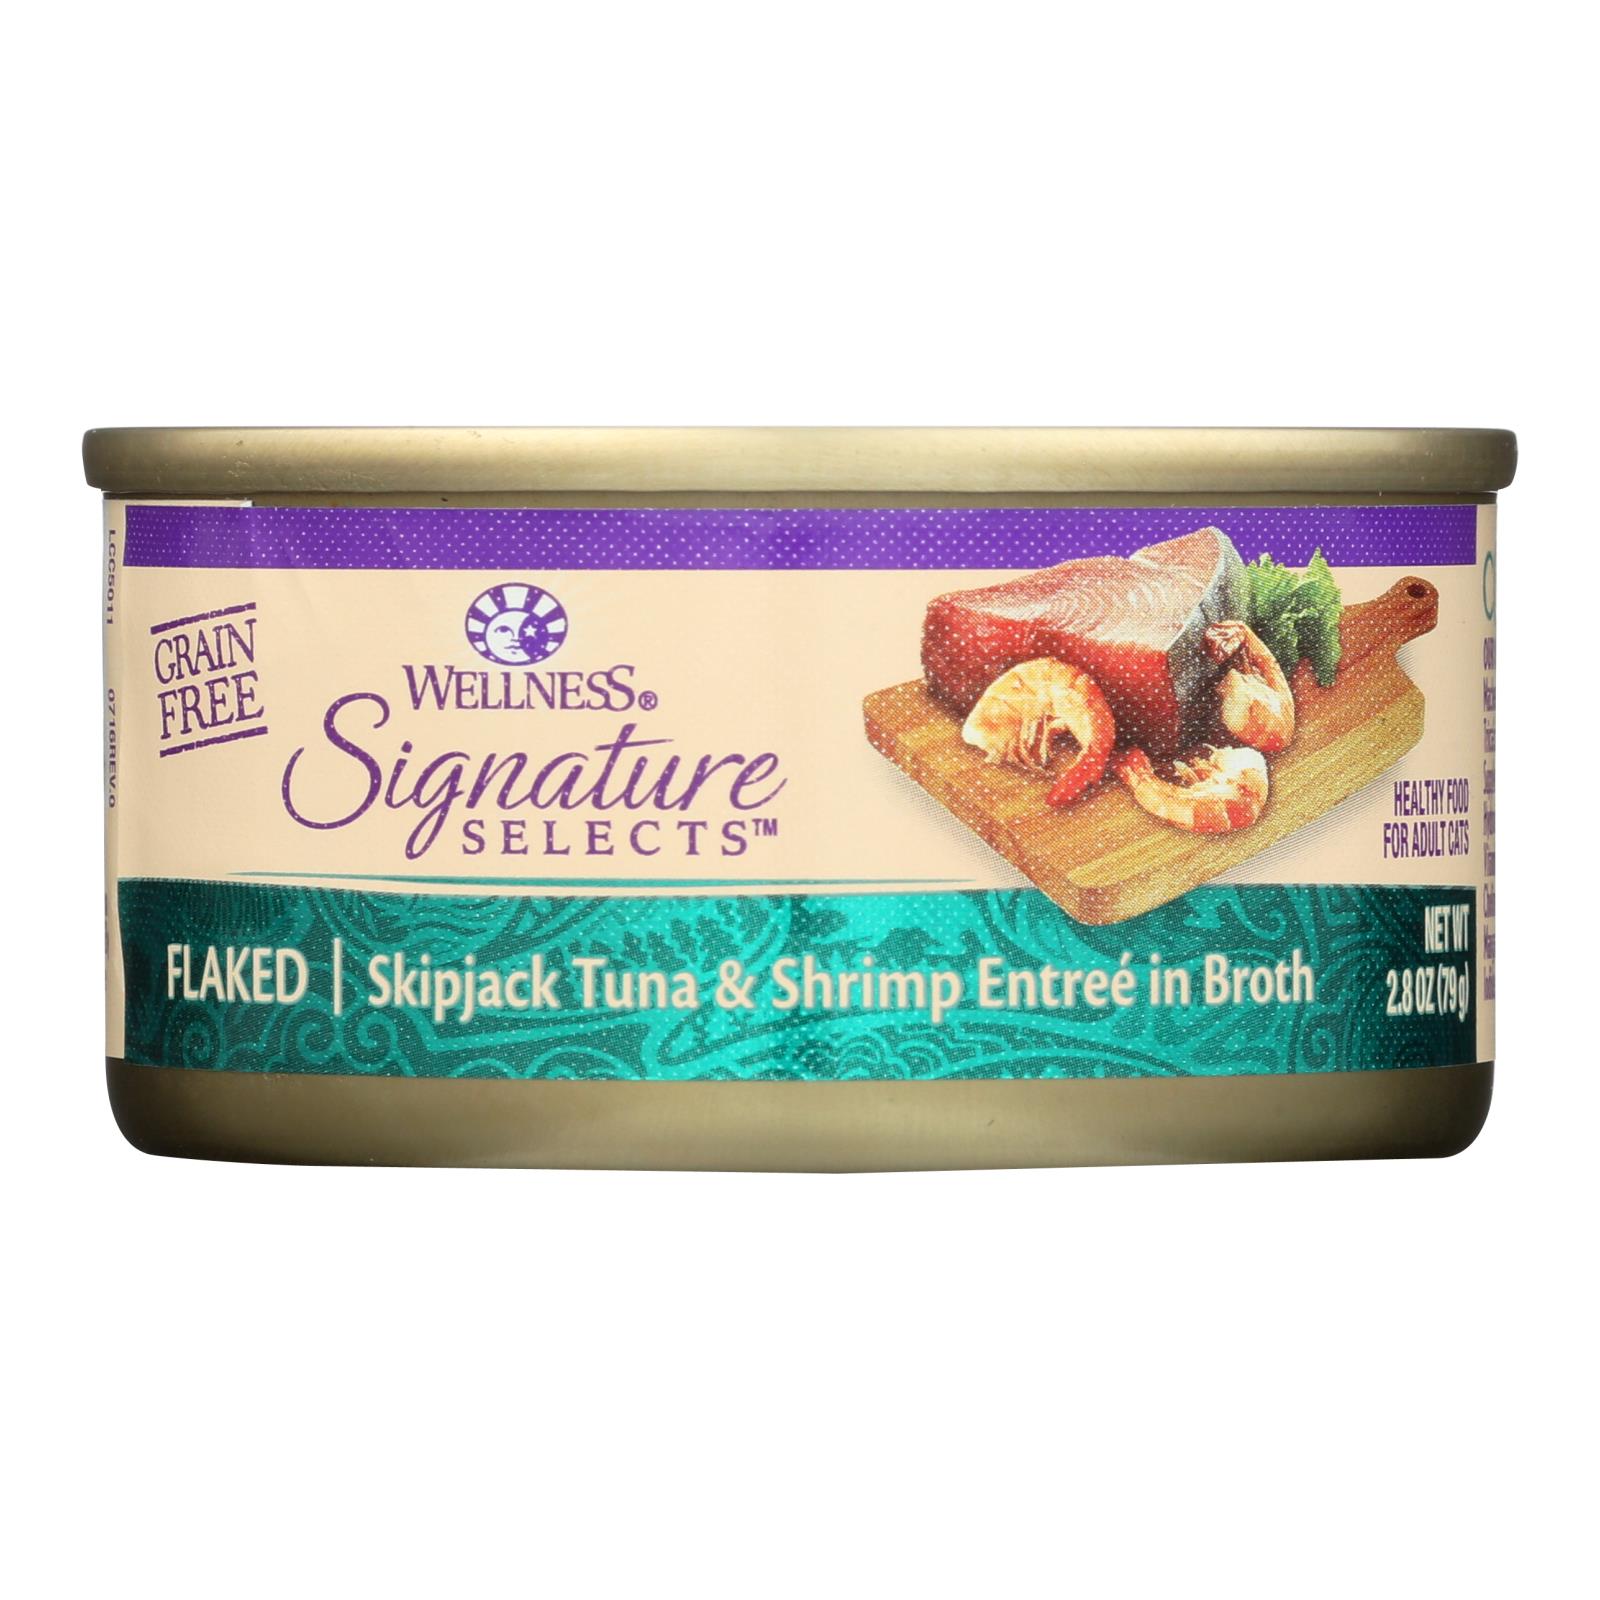 GRAIN
FREE
WELLNESS®
Signature
SELECTS™
HEALTHY FOOD
FOR ADULT CATS
FLAKED | Skipjack Tuna & Shrimp Entreé in Broth
NET WT
2.8 OZ (79 g)
LCC5011 0716REV.0